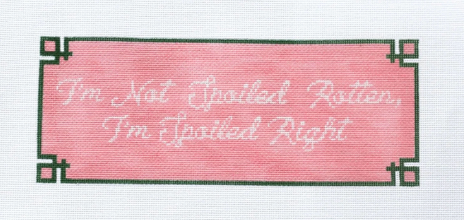 I'm Not Spoiled Rotten,
I'm Spoiled Right